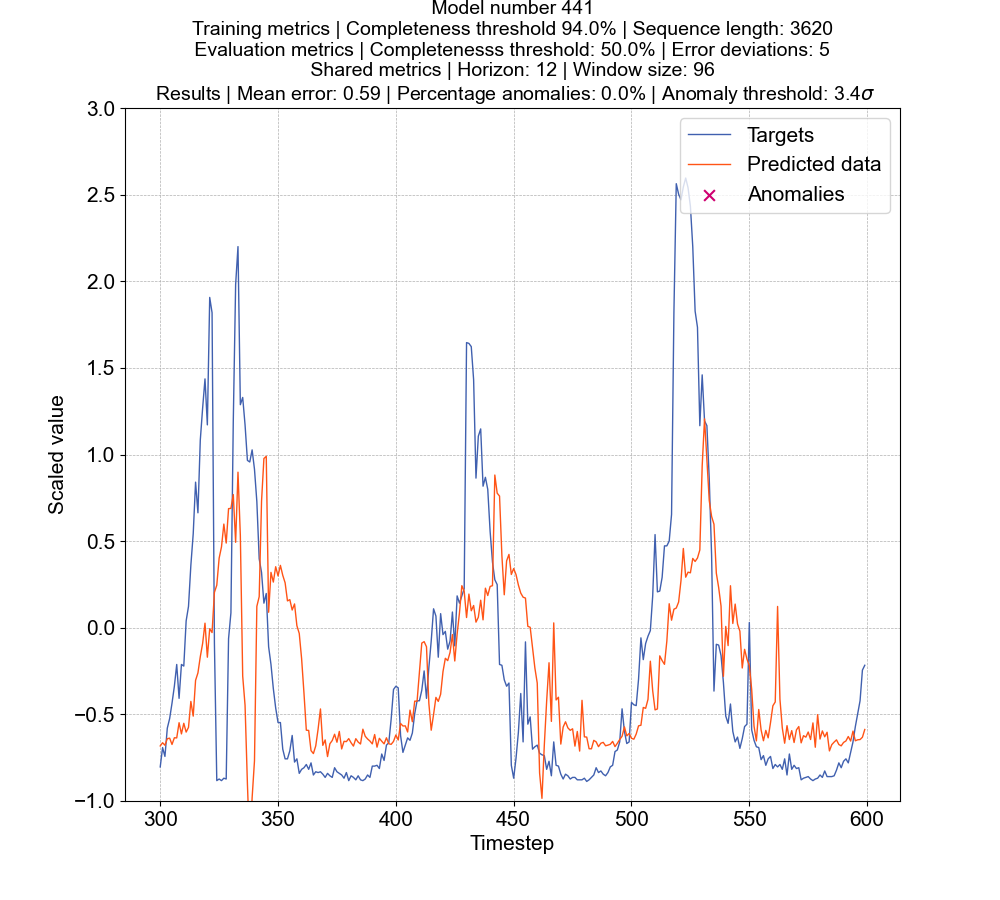 Model number 441
Training metrics | Completeness threshold 94.0% | Sequence length: 3620
Evaluation metrics | Completenesss threshold: 50.0% | Error deviations: 5
Shared metrics | Horizon: 12 | Window size: 96
Results | Mean error: 0.59 | Percentage anomalies: 0.0% | Anomaly threshold: 3.4σ
3.0
2.5
2.0
1.5
1.0
0.5
0.0
−0.5
−1.0
Scaled value
Targets
Predicted data
Anomalies
300 350 400 450 500 550 600
Timestep